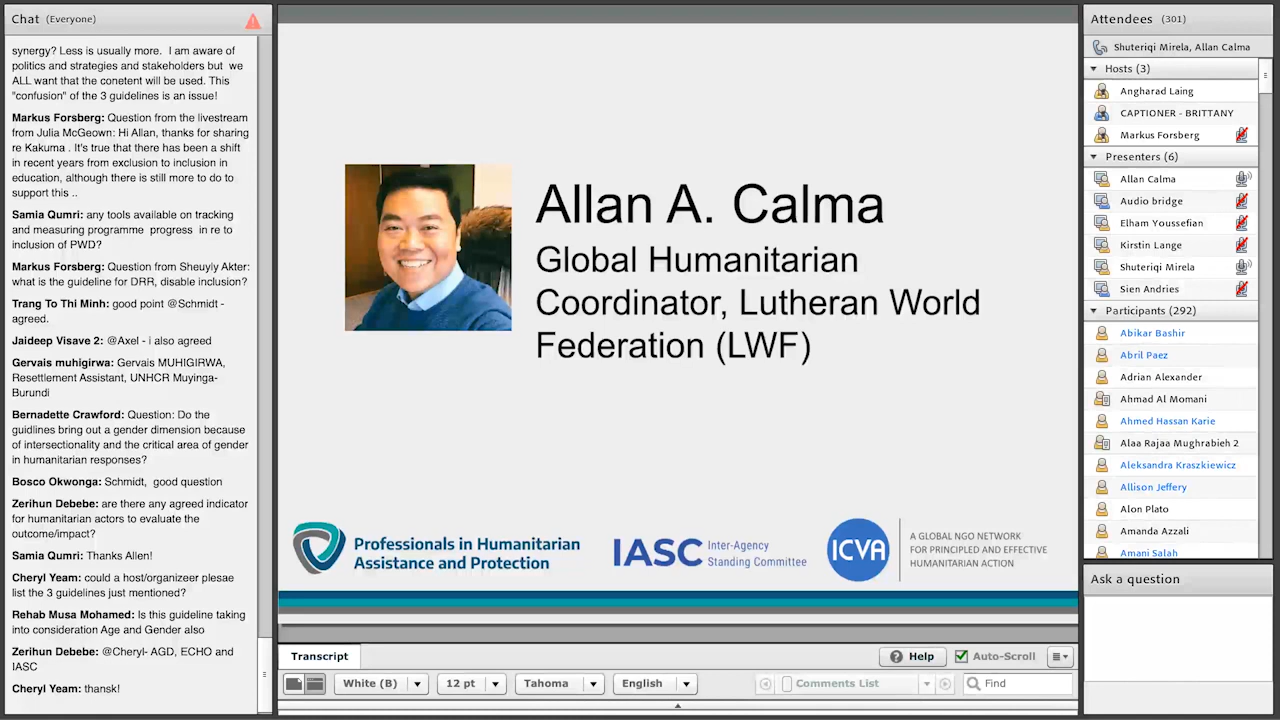 Chat (Everyone)
synergy? Less is usually more. I am aware of
politics and strategies and stakeholders but we
ALL want that the conetent will be used. This
"confusion" of the 3 guidelines is an issue!
Markus Forsberg: Question from the livestream
from Julia McGeown: Hi Allan, thanks for sharing
re Kakuma . It's true that there has been a shift
in recent years from exclusion to inclusion in
education, although there is still more to do to
support this ..
Samia Qumri: any tools available on tracking
and measuring programme progress in re to
inclusion of PWD?
Markus Forsberg: Question from Sheuyly Akter:
what is the guideline for DRR, disable inclusion?
Trang To Thi Minh: good point @Schmidt -
agreed.
Jaideep Visave 2: @Axel - i also agreed
Gervais muhigirwa: Gervais MUHIGIRWA,
Resettlement Assistant, UNHCR Muyinga-
Burundi
Bernadette Crawford: Question: Do the
guidlines bring out a gender dimension because
of intersectionality and the critical area of gender
in humanitarian responses?
Bosco Okwonga: Schmidt, good question
Zerihun Debebe: are there any agreed indicator
for humanitarian actors to evaluate the
outcome/impact?
Samia Qumri: Thanks Allen!
Cheryl Yeam: could a host/organizer plesae
list the 3 guidelines just mentioned?
Rehab Musa Mohamed: Is this guideline taking
into consideration Age and Gender also
Zerihun Debebe: @Cheryl- AGD, ECHO and
IASC
Cheryl Yeam: thansk!
Allan A. Calma
Global Humanitarian
Coordinator, Lutheran World
Federation (LWF)
Professionals in Humanitarian
Assistance and Protection
IASC
Inter-Agency
Standing Committee
ICVA
A GLOBAL NGO NETWORK
FOR PRINCIPLED AND EFFECTIVE
HUMANITARIAN ACTION
Transcript
Help
Auto-Scroll
White (B)
12 pt
Tahoma
English
Comments List
Find
Attendees (301)
Shuteriqi Mirela, Allan Calma
Hosts (3)
Angharad Laing
CAPTIONER - BRITTANY
Markus Forsberg
Presenters (6)
Allan Calma
Audio bridge
Elham Youssefian
Kirstin Lange
Shuteriqi Mirela
Sien Andries
Participants (292)
Abikar Bashir
Abril Paez
Adrian Alexander
Ahmad Al Momani
Ahmed Hassan Karie
Alaa Rajaa Mughrabieh 2
Aleksandra Kraszkiewicz
Allison Jeffery
Alon Plato
Amanda Azzali
Amani Salah
Ask a question